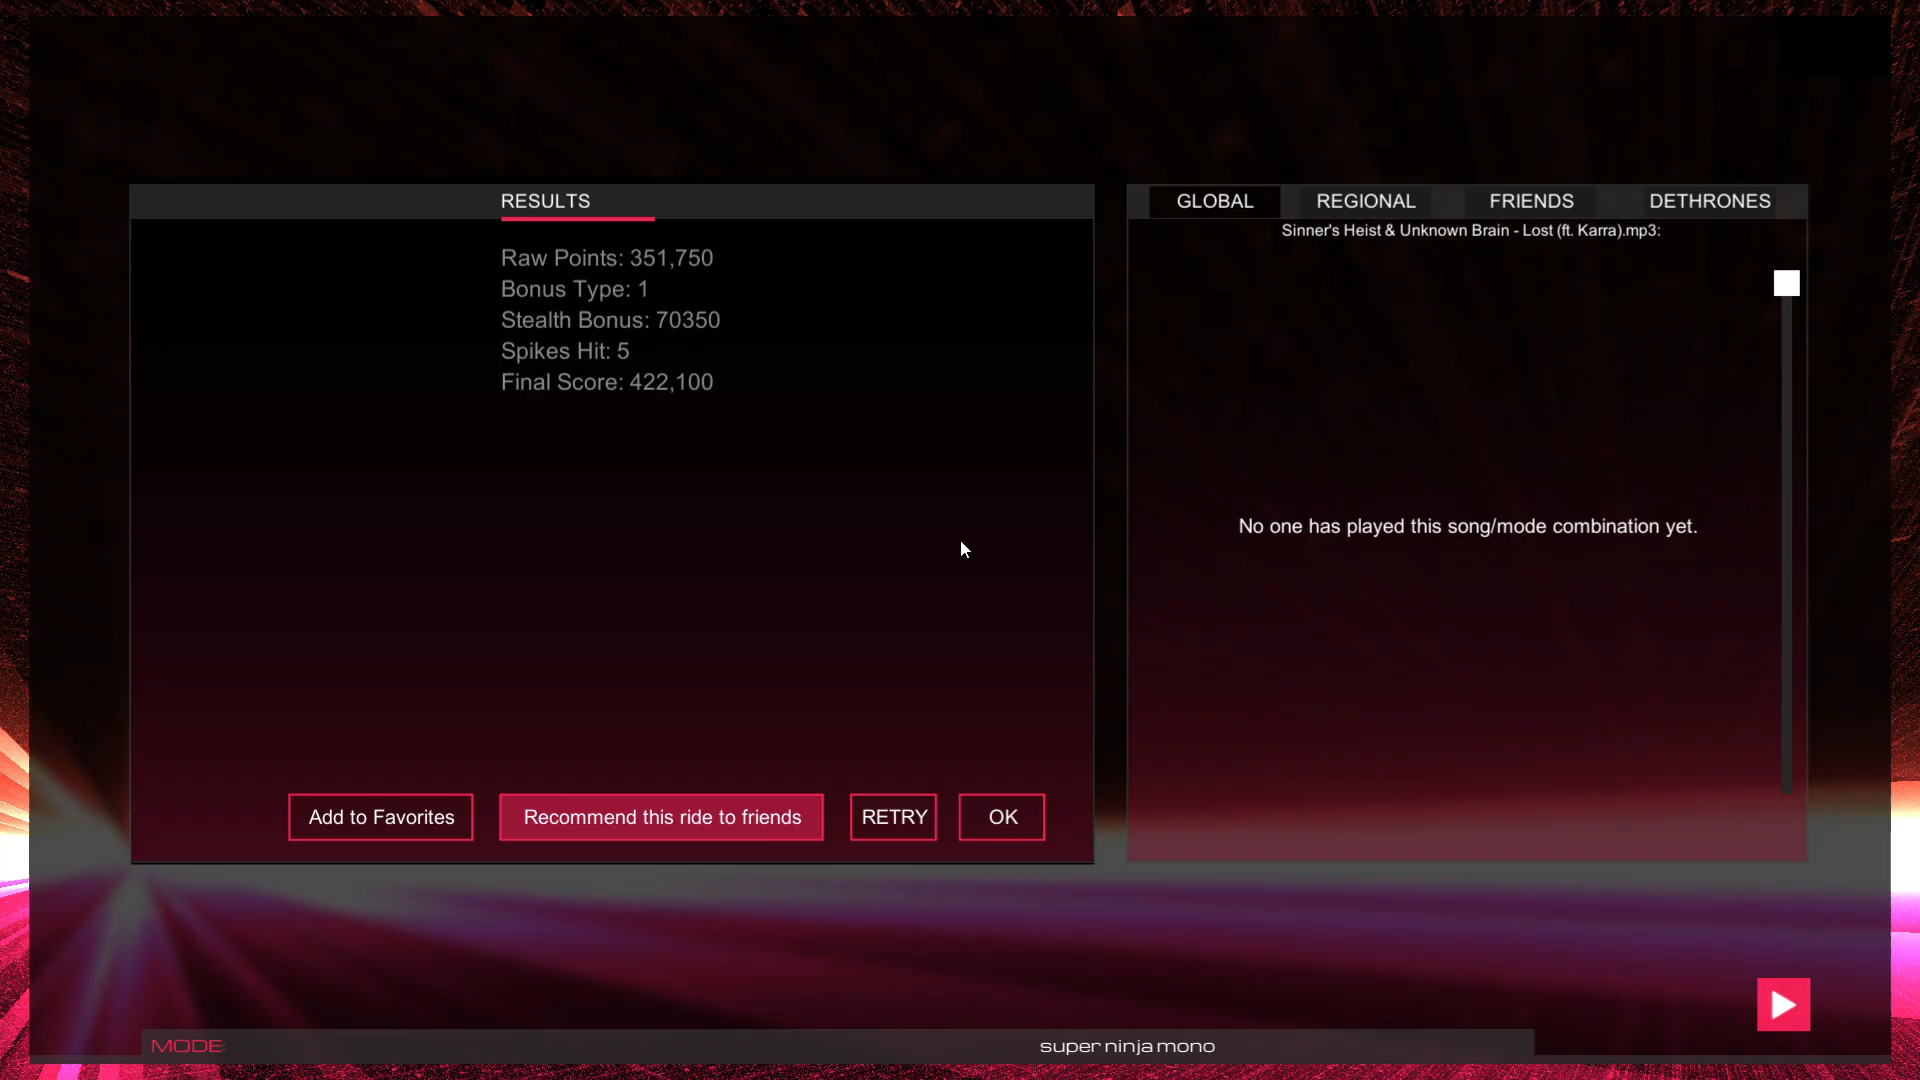 RESULTS
Raw Points: 351,750
Bonus Type: 1
Stealth Bonus: 70350
Spikes Hit: 5
Final Score: 422,100
Add to Favorites
Recommend this ride to friends
RETRY
OK
GLOBAL REGIONAL FRIENDS DETHRONES
Sinner's Heist & Unknown Brain - Lost (ft. Karra).mp3:
No one has played this song/mode combination yet.
MODE: super ninja mono